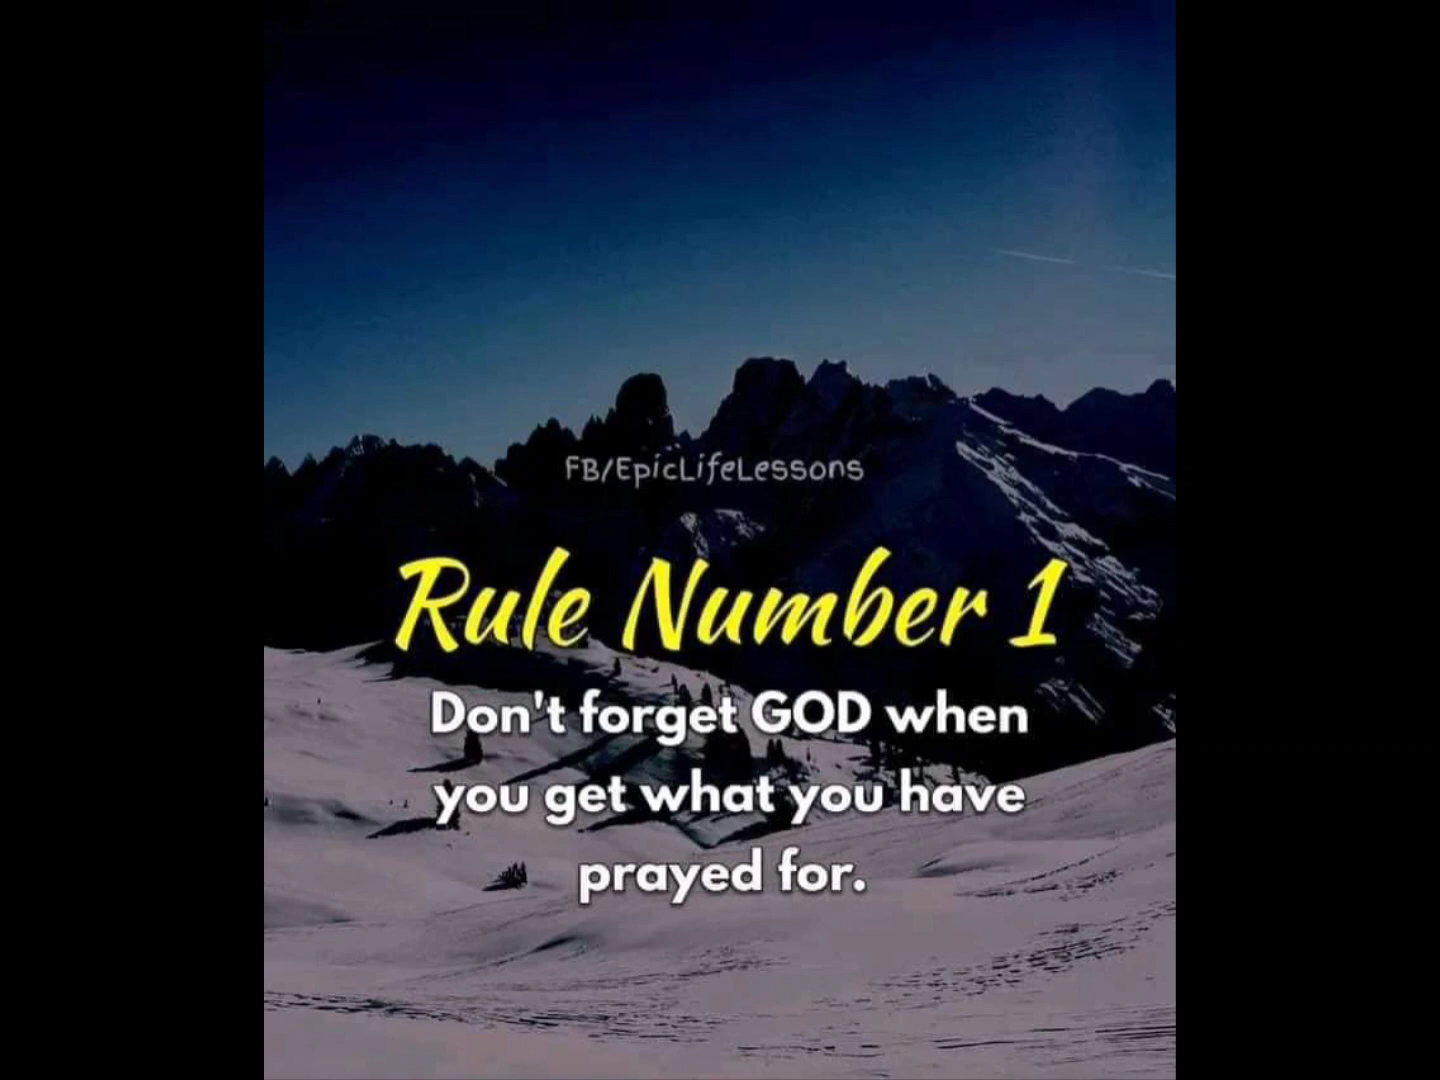 FB/EpicLifeLessons
Rule Number 1
Don't forget GOD when
you get what you have
prayed for.